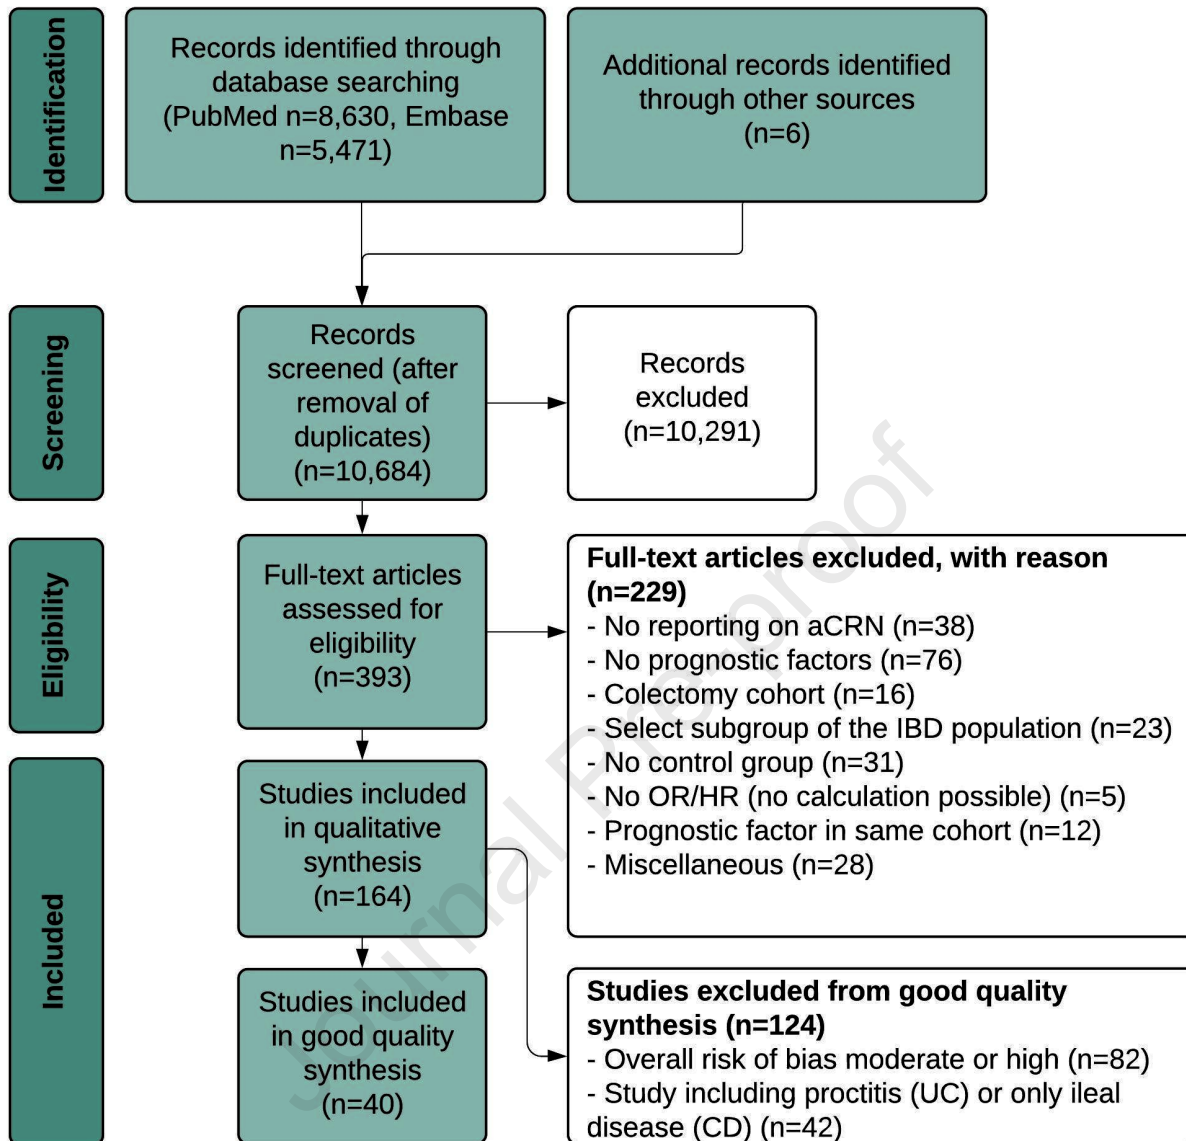 Identification
Records identified through
database searching
(PubMed n=8,630, Embase
n=5,471)
Additional records identified
through other sources
(n=6)
Screening
Records
screened (after
removal of
duplicates)
(n=10,684)
Records
excluded
(n=10,291)
Eligibility
Full-text articles
assessed for
eligibility
(n=393)
Full-text articles excluded, with reason
(n=229)
- No reporting on aCRN (n=38)
- No prognostic factors (n=76)
- Colectomy cohort (n=16)
- Select subgroup of the IBD population (n=23)
- No control group (n=31)
- No OR/HR (no calculation possible) (n=5)
- Prognostic factor in same cohort (n=12)
- Miscellaneous (n=28)
Included
Studies included
in qualitative
synthesis
(n=164)
Studies included
in good quality
synthesis
(n=40)
Studies excluded from good quality
synthesis (n=124)
- Overall risk of bias moderate or high (n=82)
- Study including proctitis (UC) or only ileal
disease (CD) (n=42)
Journal Pre-proof